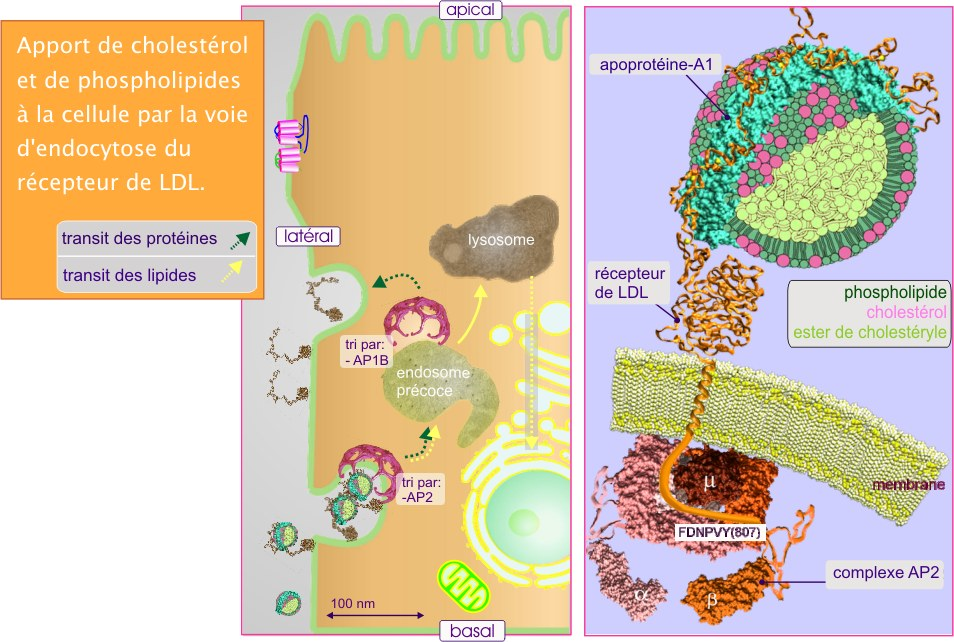 Apport de cholestérol
et de phospholipides
à la cellule par la voie
d'endocytose du
récepteur de LDL.
transit des protéines
transit des lipides
apical
latéral
lysosome
tri par:
- AP1B
endosome
précoce
tri par:
-AP2
100 nm
basal
apoprotéine-A1
récepteur
de LDL
phospholipide
cholestérol
ester de cholestéryle
membrane
µ
FDNPVY(807)
α
β
complexe AP2